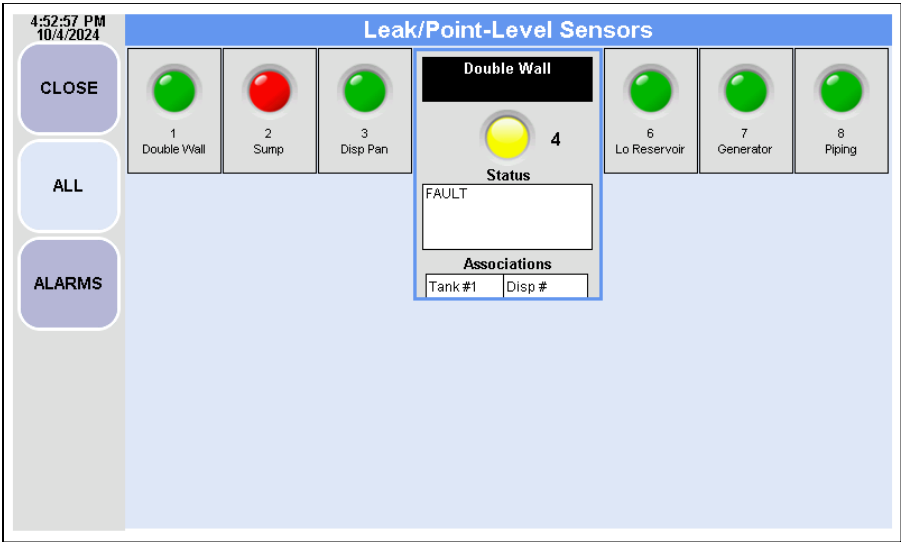 4:52:57 PM
10/4/2024
Leak/Point-Level Sensors
CLOSE
ALL
ALARMS
1
Double Wall
2
Sump
3
Disp Pan
Double Wall
4
Status
FAULT
Associations
Tank #1 Disp #
6
Lo Reservoir
7
Generator
8
Piping